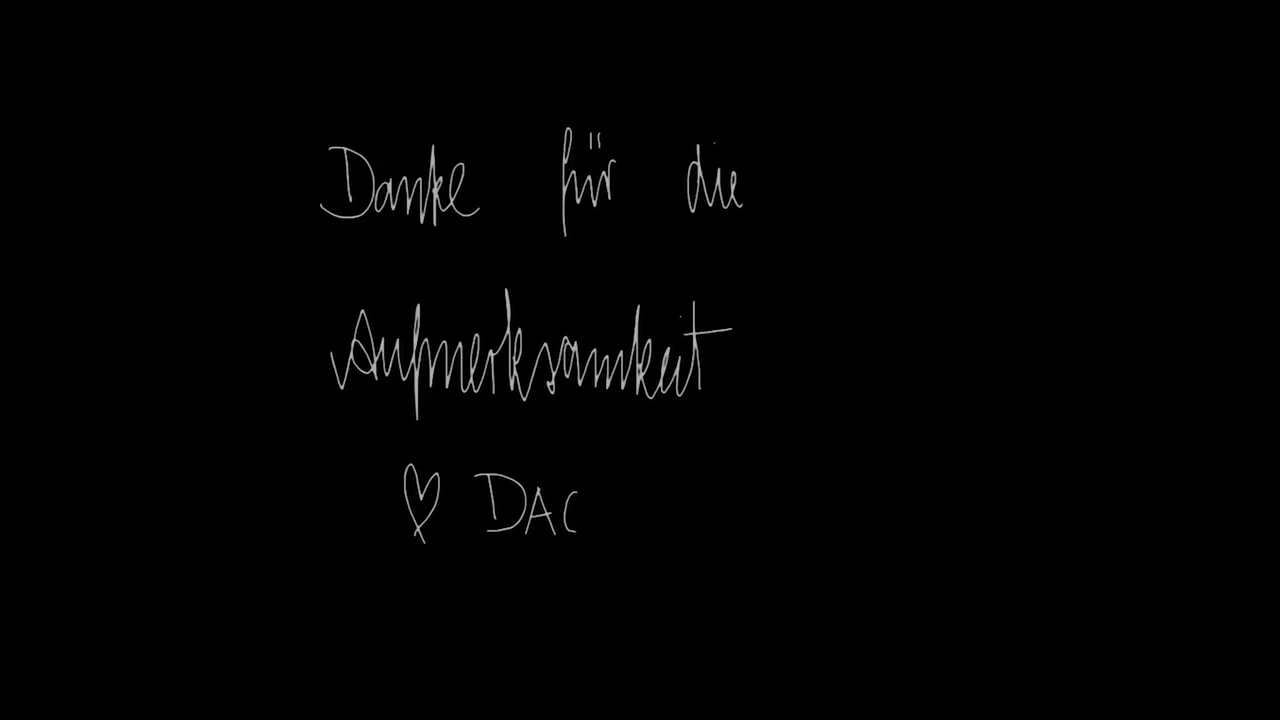 Danke für die
Aufmerksamkeit
♡ DAC